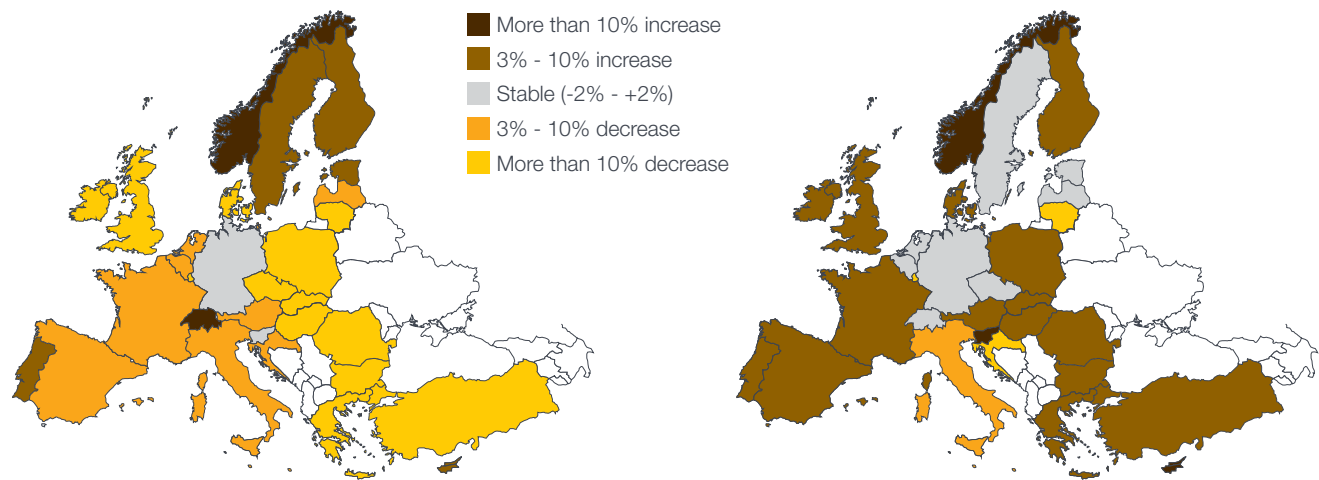 More than 10% increase
3% - 10% increase
Stable (-2% - +2%)
3% - 10% decrease
More than 10% decrease